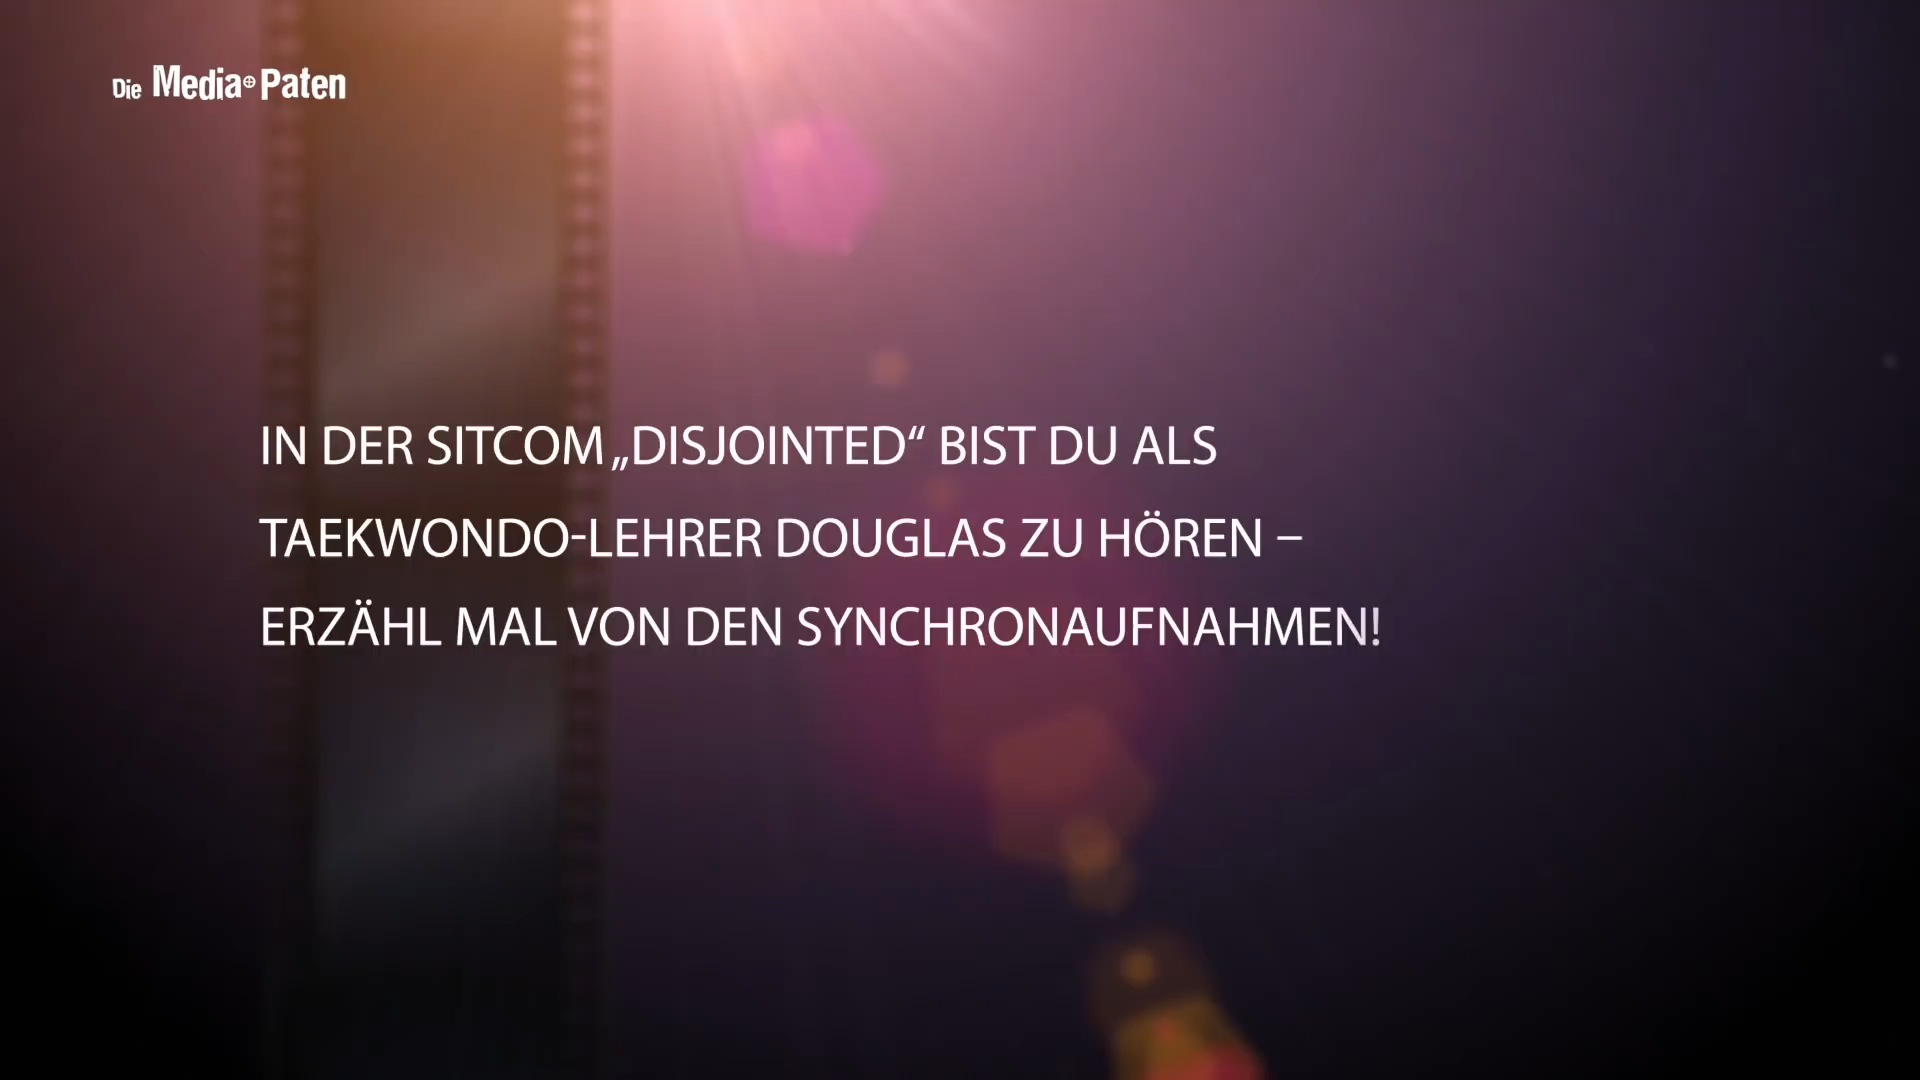 Die Media Paten
IN DER SITCOM „DISJOINTED“ BIST DU ALS
TAEKWONDO-LEHRER DOUGLAS ZU HÖREN –
ERZÄHL MAL VON DEN SYNCHRONAUFNAHMEN!